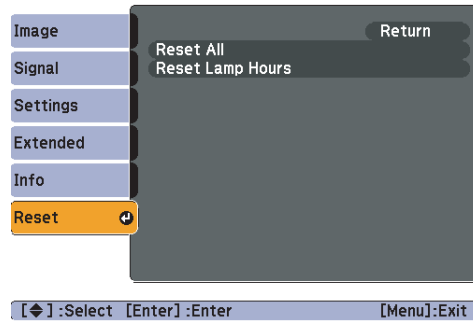 Image
Signal
Settings
Extended
Info
Reset
Return
Reset All
Reset Lamp Hours
[◆] :Select [Enter] :Enter [Menu]:Exit